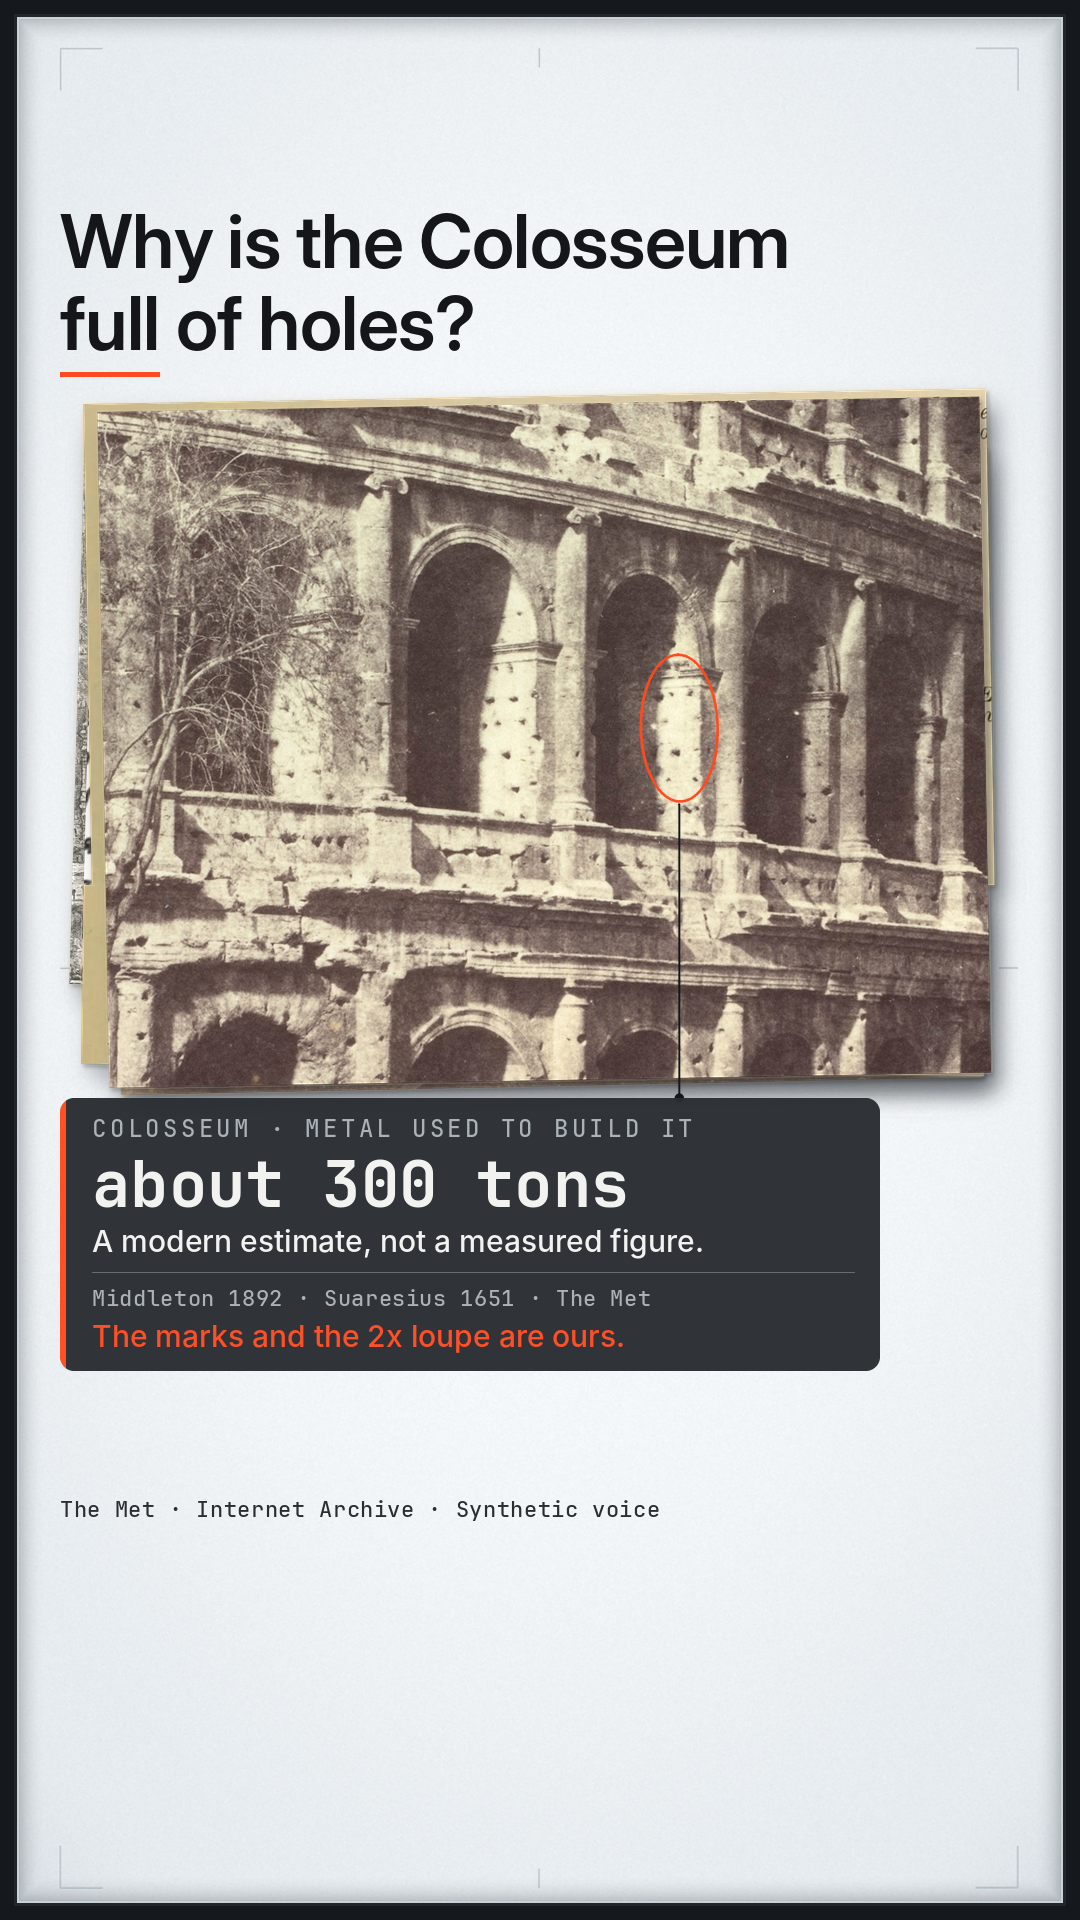 Why is the Colosseum
full of holes?
COLOSSEUM · METAL USED TO BUILD IT
about 300 tons
A modern estimate, not a measured figure.
Middleton 1892 · Suaresius 1651 · The Met
The marks and the 2x loupe are ours.
The Met · Internet Archive · Synthetic voice